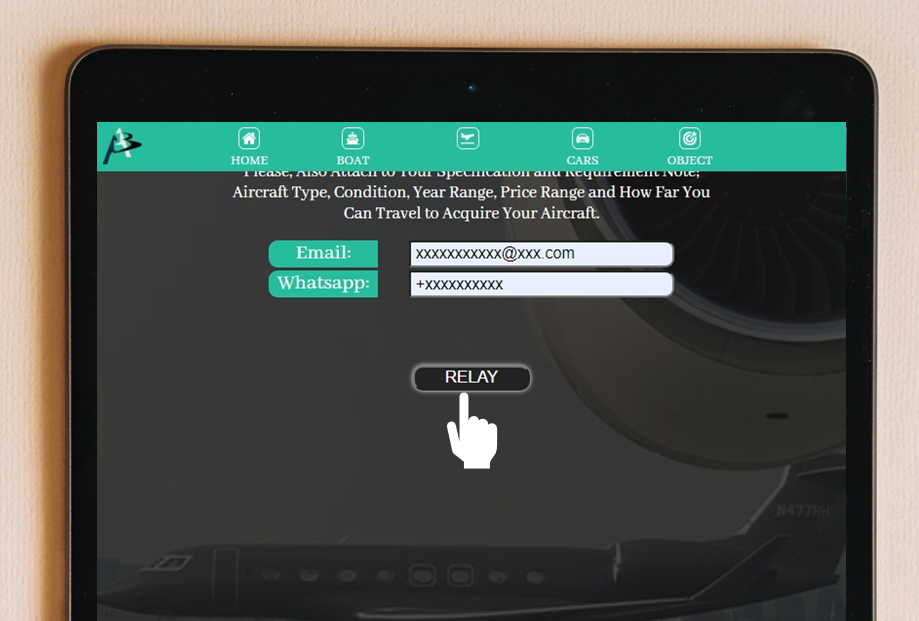 HOME
BOAT
CARS
OBJECT
Please, Also Attach to Your Specification and Requirement Note;
Aircraft Type, Condition, Year Range, Price Range and How Far You
Can Travel to Acquire Your Aircraft.
Email:
xxxxxxxxxxx@xxx.com
Whatsapp:
+xxxxxxxxxx
RELAY
N477RH